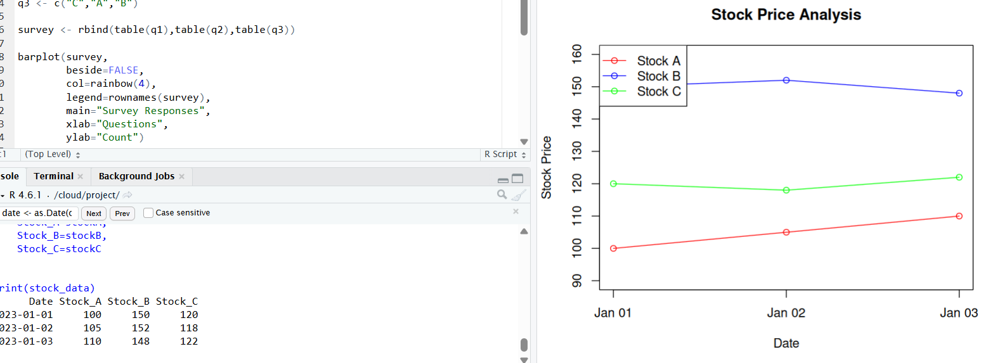 4 q3 <- c("C","A","B")
5
6 survey <- rbind(table(q1),table(q2),table(q3))
7
8 barplot(survey,
9 beside=FALSE,
0 col=rainbow(4),
1 legend=rownames(survey),
2 main="Survey Responses",
3 xlab="Questions",
4 ylab="Count")
:1 (Top Level) R Script
sole Terminal × Background Jobs ×
R 4.6.1 · /cloud/project/
date <- as.Date(c Next Prev Case sensitive ×
Stock_A=stockA,
Stock_B=stockB,
Stock_C=stockC
rint(stock_data)
Date Stock_A Stock_B Stock_C
023-01-01 100 150 120
023-01-02 105 152 118
023-01-03 110 148 122
Stock Price Analysis
Stock A
Stock B
Stock C
Stock Price
160
150
140
130
120
110
100
90
Jan 01 Jan 02 Jan 03
Date